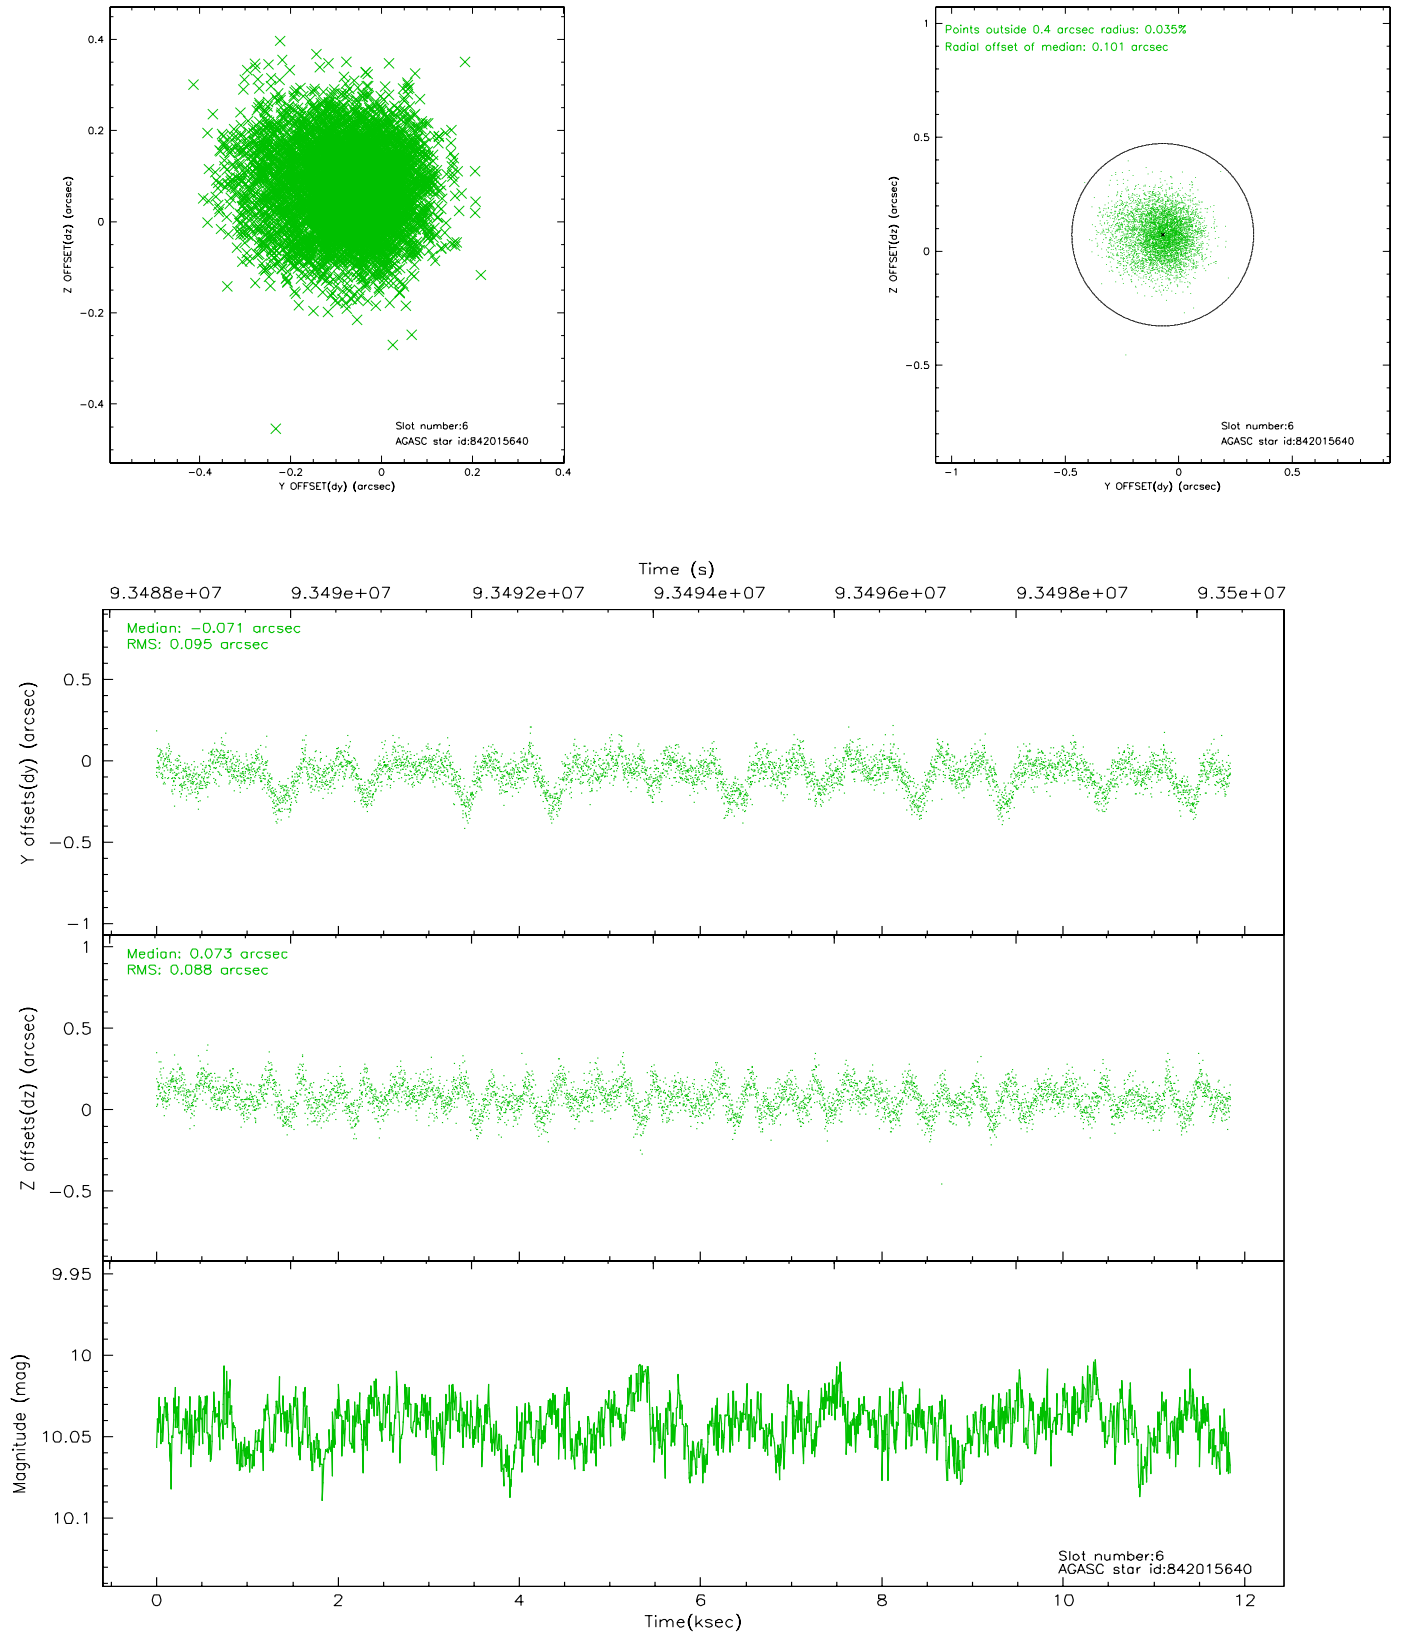 0.4
0.2
0
−0.2
−0.4
Z OFFSET(dz) (arcsec)
Slot number:6
AGASC star id:842015640
−0.4 −0.2 0 0.2 0.4
Y OFFSET(dy) (arcsec)
Points outside 0.4 arcsec radius: 0.035%
Radial offset of median: 0.101 arcsec
1
0.5
0
−0.5
Z OFFSET(dz) (arcsec)
Slot number:6
AGASC star id:842015640
−1 −0.5 0 0.5
Y OFFSET(dy) (arcsec)
Time (s)
9.3488e+07 9.349e+07 9.3492e+07 9.3494e+07 9.3496e+07 9.3498e+07 9.35e+07
Median: −0.071 arcsec
RMS: 0.095 arcsec
0.5
0
−0.5
−1
Y offsets(dy) (arcsec)
Median: 0.073 arcsec
RMS: 0.088 arcsec
1
0.5
0
−0.5
Z offsets(dz) (arcsec)
9.95
10
10.05
10.1
Magnitude (mag)
Slot number:6
AGASC star id:842015640
0 2 4 6 8 10 12
Time(ksec)